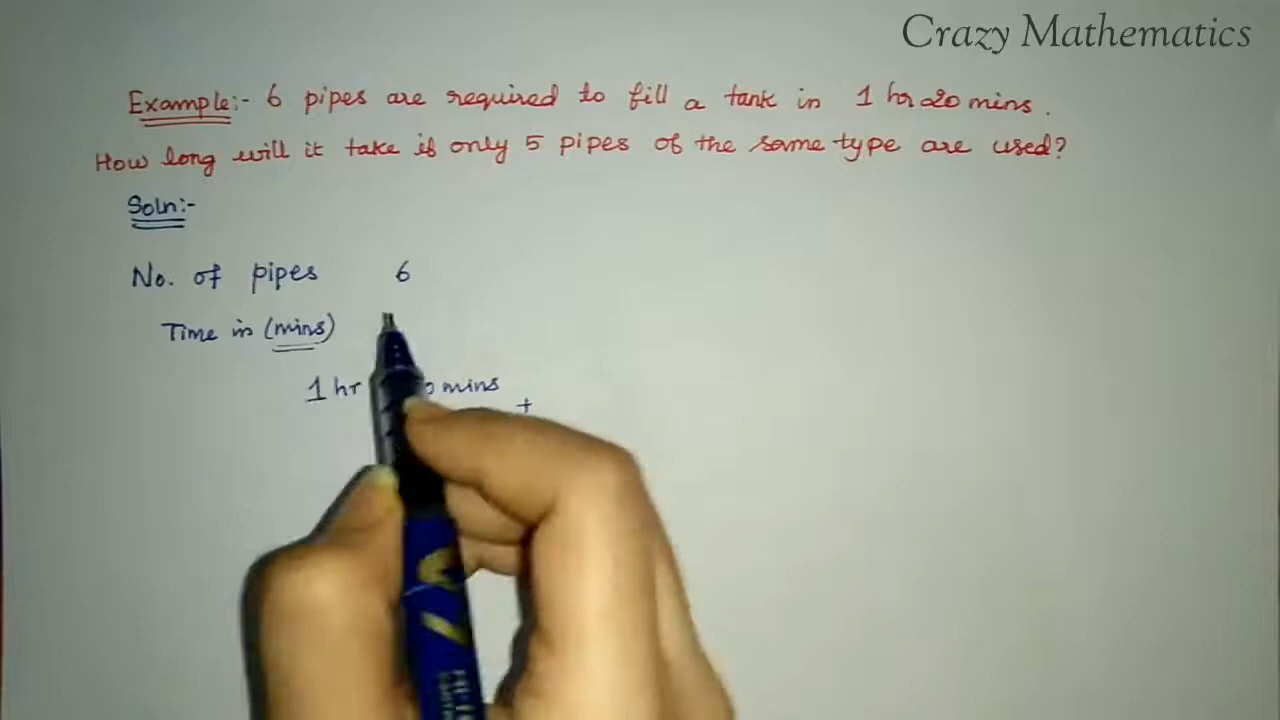 Crazy Mathematics
Example:- 6 pipes are required to fill a tank in 1 hr 20 mins.
How long will it take if only 5 pipes of the same type are used?
Soln:-
No. of pipes 6
Time in (mins)
1 hr mins
+